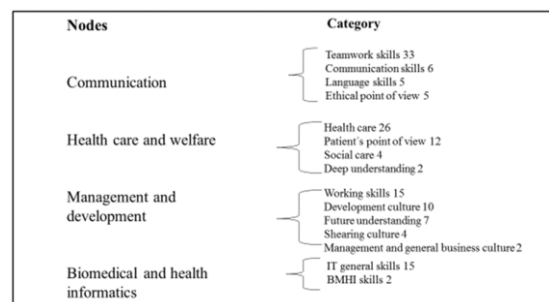 Nodes Category
Teamwork skills 33
Communication skills 6
Communication
Language skills 5
Ethical point of view 5
Health care 26
Health care and welfare
Patient´s point of view 12
Social care 4
Deep understanding 2
Management and
development
Working skills 15
Development culture 10
Future understanding 7
Shearing culture 4
Management and general business culture 2
Biomedical and health
informatics
IT general skills 15
BMHI skills 2